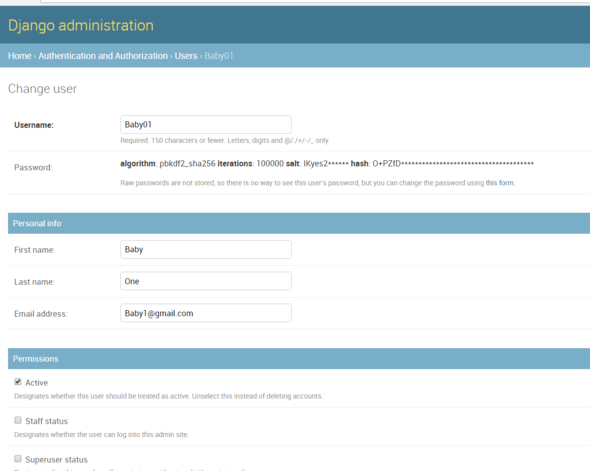 Django administration
Home › Authentication and Authorization › Users › Baby01
Change user
Username:
Baby01
Required. 150 characters or fewer. Letters, digits and @/./+/-/_ only.
Password:
algorithm: pbkdf2_sha256 iterations: 100000 salt: IKyes2****** hash: O+PZfD**************************************
Raw passwords are not stored, so there is no way to see this user's password, but you can change the password using this form.
Personal info
First name:
Baby
Last name:
One
Email address:
Baby1@gmail.com
Permissions
Active
Designates whether this user should be treated as active. Unselect this instead of deleting accounts.
Staff status
Designates whether the user can log into this admin site.
Superuser status